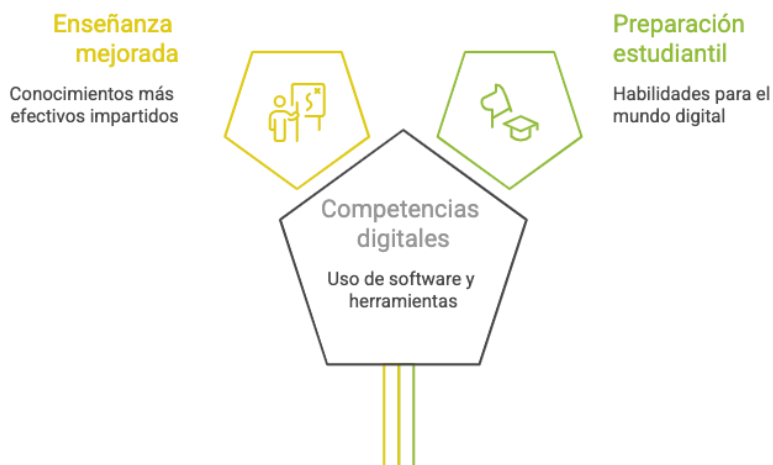 Enseñanza
mejorada
Conocimientos más
efectivos impartidos
Preparación
estudiantil
Habilidades para el
mundo digital
Competencias
digitales
Uso de software y
herramientas